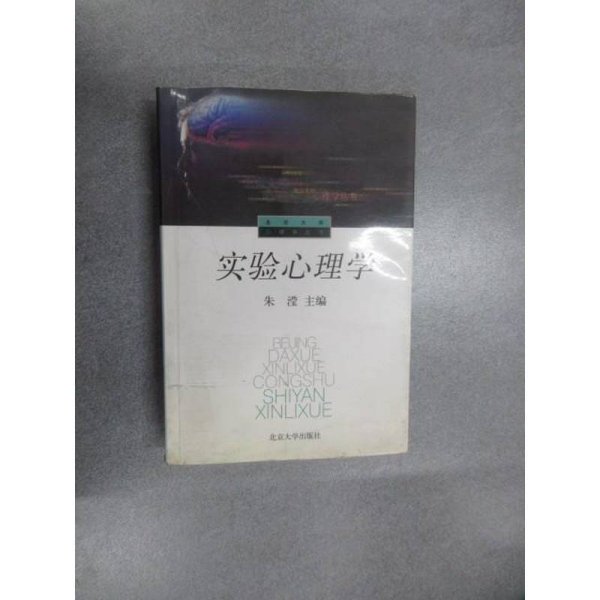 实验心理学
朱滢 主编
BEIJING
DAXUE
XINLIXUE
CONGSHU
SHIYAN
XINLIXUE
北京大学出版社